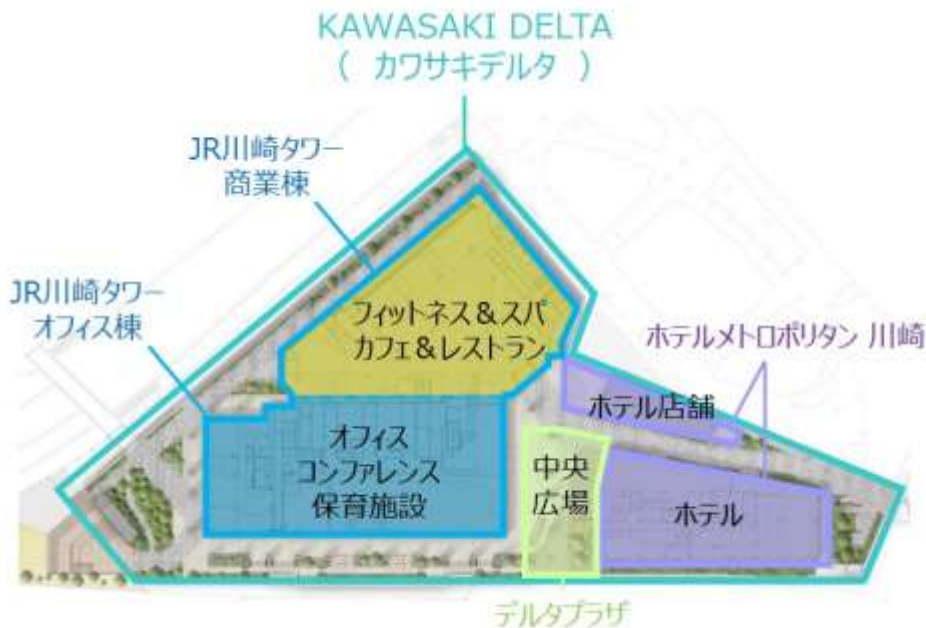 KAWASAKI DELTA
( カワサキデルタ )
JR川崎タワー
商業棟
JR川崎タワー
オフィス棟
フィットネス&スパ
カフェ&レストラン
ホテルメトロポリタン 川崎
ホテル店舗
オフィス
コンファレンス
保育施設
中央
広場
ホテル
デルタプラザ